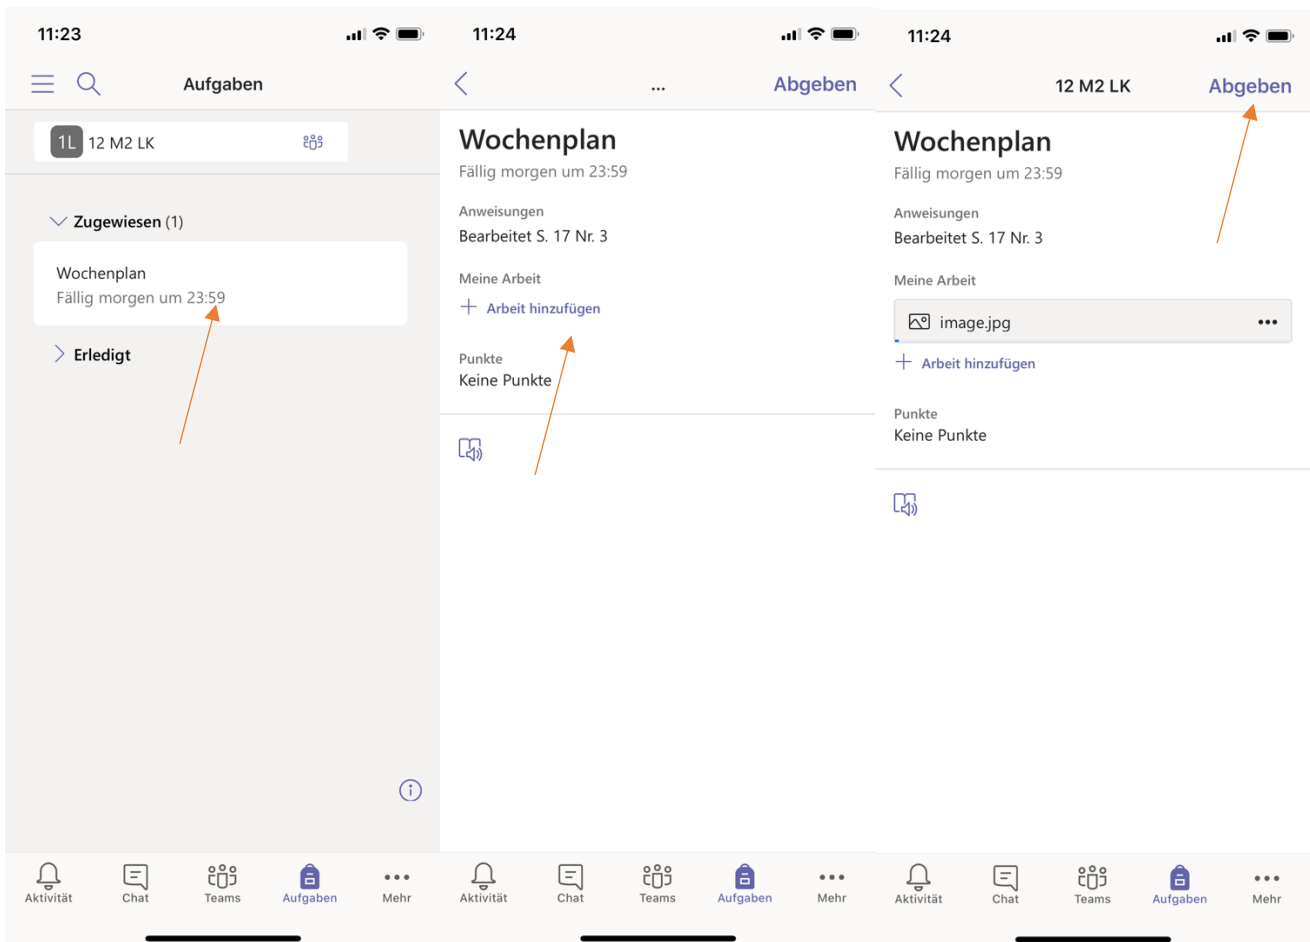 11:23
Aufgaben
1L 12 M2 LK
Zugewiesen (1)
Wochenplan
Fällig morgen um 23:59
Erledigt
Aktivität Chat Teams Aufgaben Mehr
11:24
... Abgeben
Wochenplan
Fällig morgen um 23:59
Anweisungen
Bearbeitet S. 17 Nr. 3
Meine Arbeit
+ Arbeit hinzufügen
Punkte
Keine Punkte
Aktivität Chat Teams Aufgaben Mehr
11:24
12 M2 LK Abgeben
Wochenplan
Fällig morgen um 23:59
Anweisungen
Bearbeitet S. 17 Nr. 3
Meine Arbeit
image.jpg
+ Arbeit hinzufügen
Punkte
Keine Punkte
Aktivität Chat Teams Aufgaben Mehr